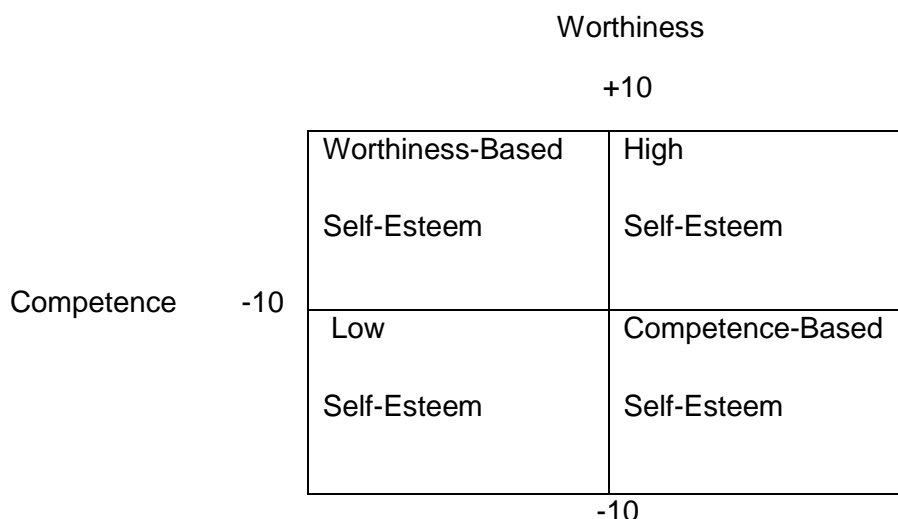 Worthiness
+10
Worthiness-Based High
Self-Esteem Self-Esteem
Competence -10
Low Competence-Based
Self-Esteem Self-Esteem
-10